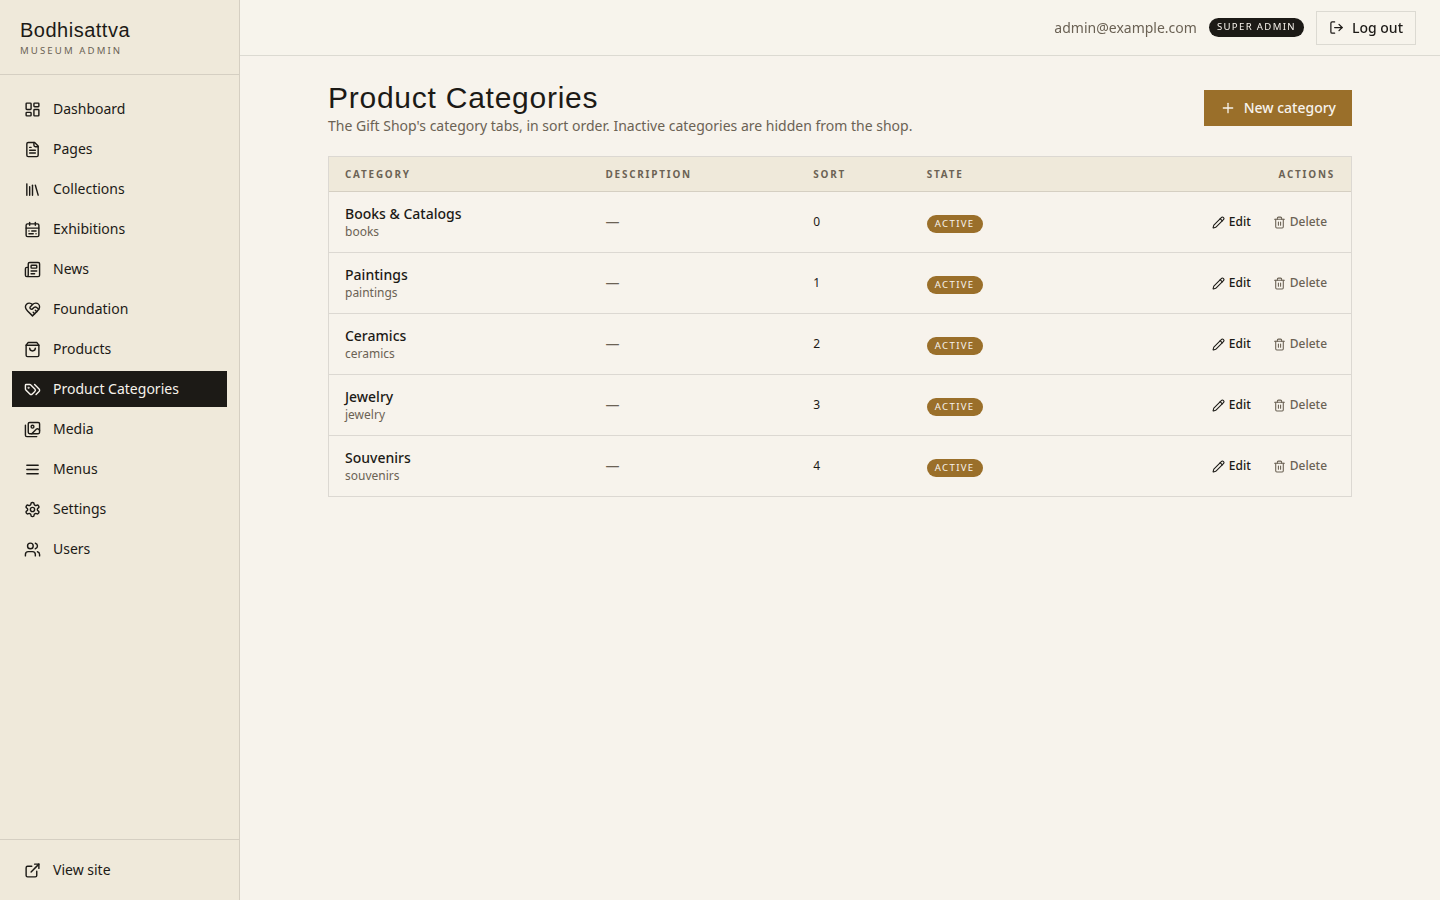 Bodhisattva
MUSEUM ADMIN
Dashboard
Pages
Collections
Exhibitions
News
Foundation
Products
Product Categories
Media
Menus
Settings
Users
View site
admin@example.com SUPER ADMIN Log out
Product Categories
The Gift Shop's category tabs, in sort order. Inactive categories are hidden from the shop.
New category
CATEGORY DESCRIPTION SORT STATE ACTIONS
Books & Catalogs
books
— 0 ACTIVE Edit Delete
Paintings
paintings
— 1 ACTIVE Edit Delete
Ceramics
ceramics
— 2 ACTIVE Edit Delete
Jewelry
jewelry
— 3 ACTIVE Edit Delete
Souvenirs
souvenirs
— 4 ACTIVE Edit Delete